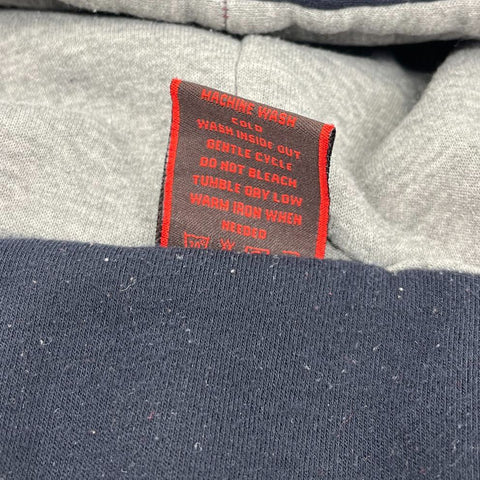 MACHINE WASH
COLD
WASH INSIDE OUT
GENTLE CYCLE
DO NOT BLEACH
TUMBLE DRY LOW
WARM IRON WHEN
NEEDED